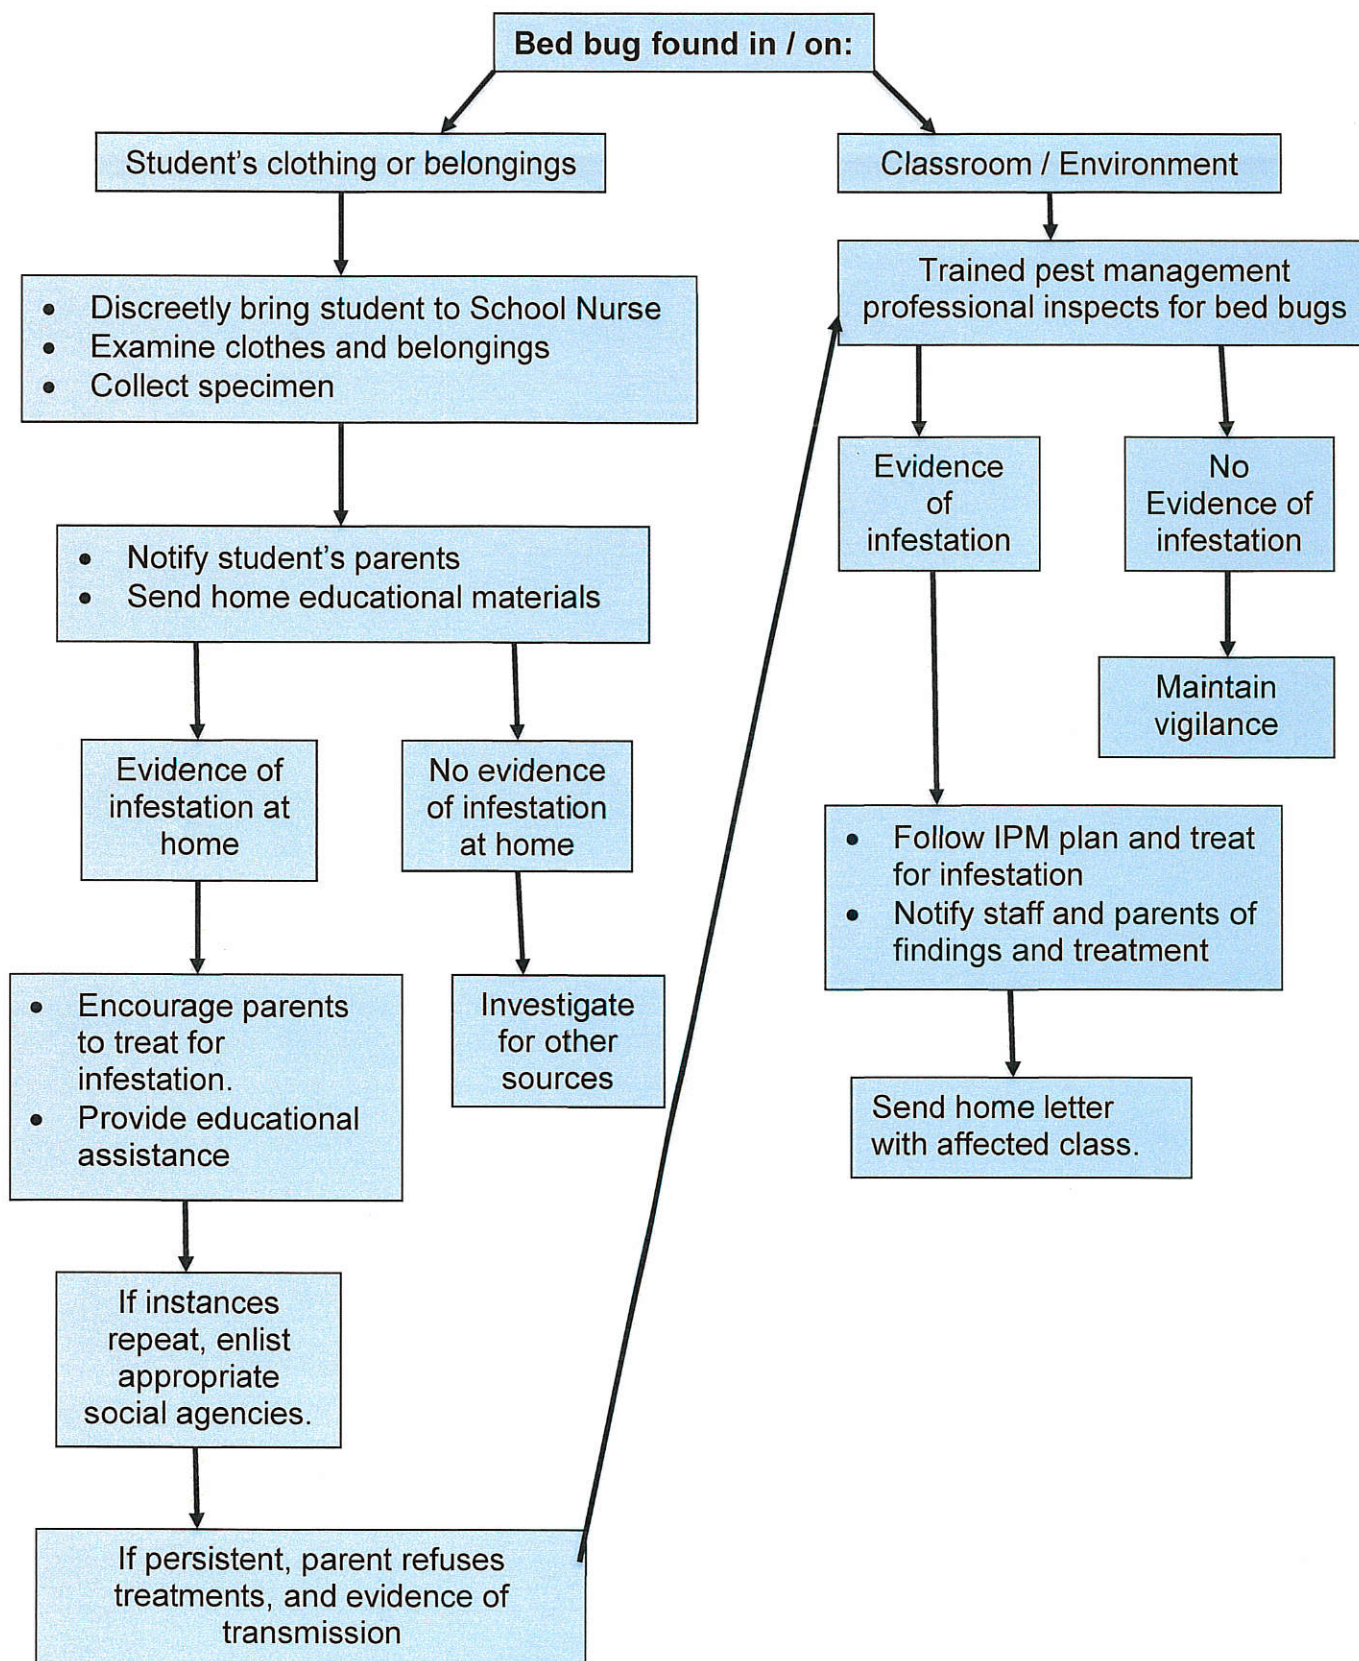 Bed bug found in / on:
Student’s clothing or belongings
• Discreetly bring student to School Nurse
• Examine clothes and belongings
• Collect specimen
• Notify student’s parents
• Send home educational materials
Evidence of
infestation at
home
No evidence
of infestation
at home
• Encourage parents
to treat for
infestation.
• Provide educational
assistance
Investigate
for other
sources
If instances
repeat, enlist
appropriate
social agencies.
If persistent, parent refuses
treatments, and evidence of
transmission
Classroom / Environment
Trained pest management
professional inspects for bed bugs
Evidence
of
infestation
No
Evidence of
infestation
Maintain
vigilance
• Follow IPM plan and treat
for infestation
• Notify staff and parents of
findings and treatment
Send home letter
with affected class.